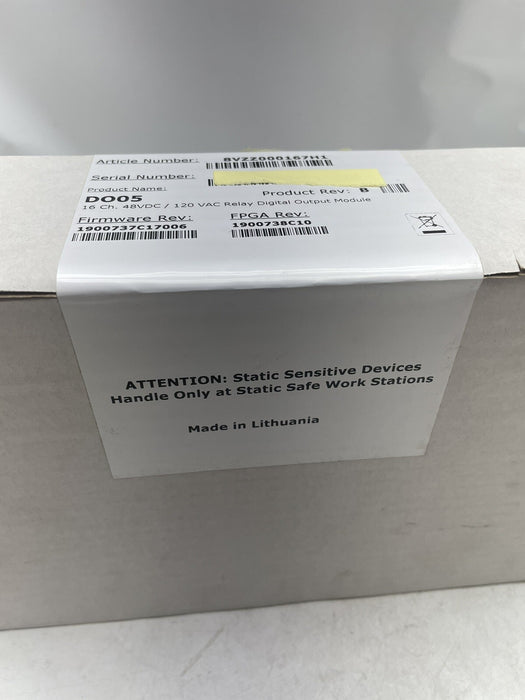 Article Number: 8VZZ000167H1
Serial Number:
Product Name: Product Rev: B
DO05
16 Ch. 48VDC / 120 VAC Relay Digital Output Module
Firmware Rev: FPGA Rev:
1900737C17006 1900738C10
ATTENTION: Static Sensitive Devices
Handle Only at Static Safe Work Stations
Made in Lithuania